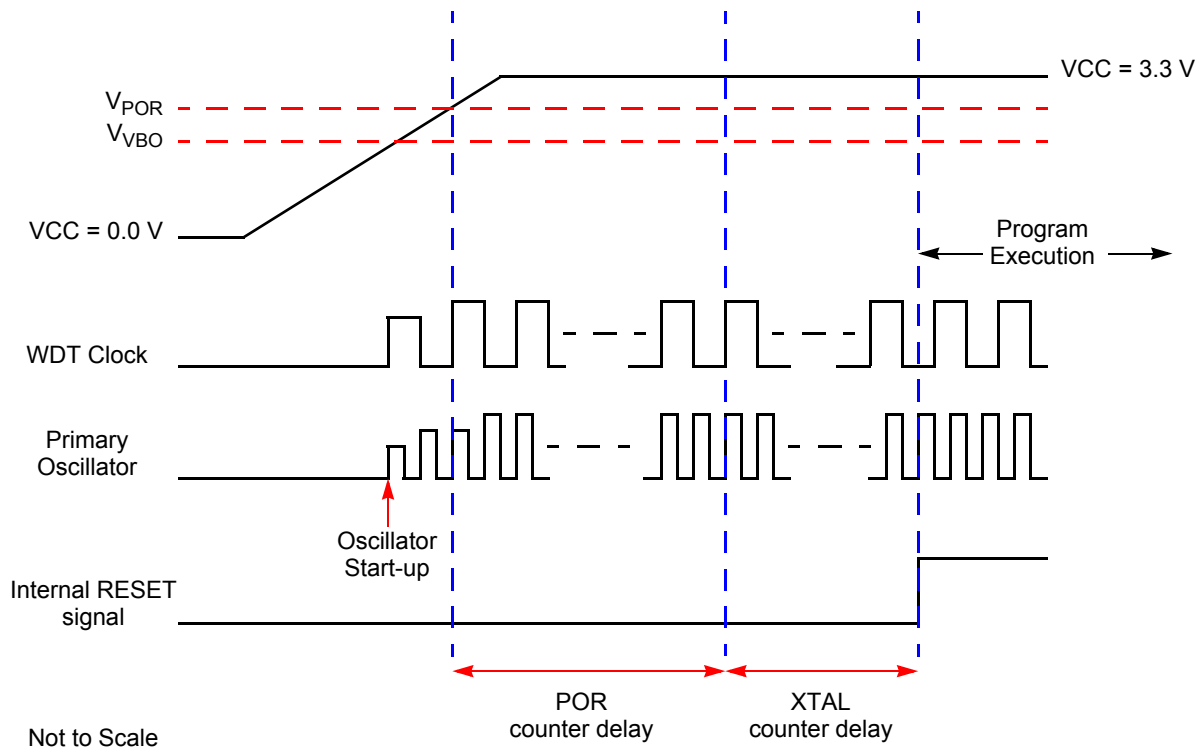 VCC = 3.3 V
VPOR
VVBO
VCC = 0.0 V
Program
Execution
WDT Clock
Primary
Oscillator
Oscillator
Start-up
Internal RESET
signal
POR
counter delay
XTAL
counter delay
Not to Scale